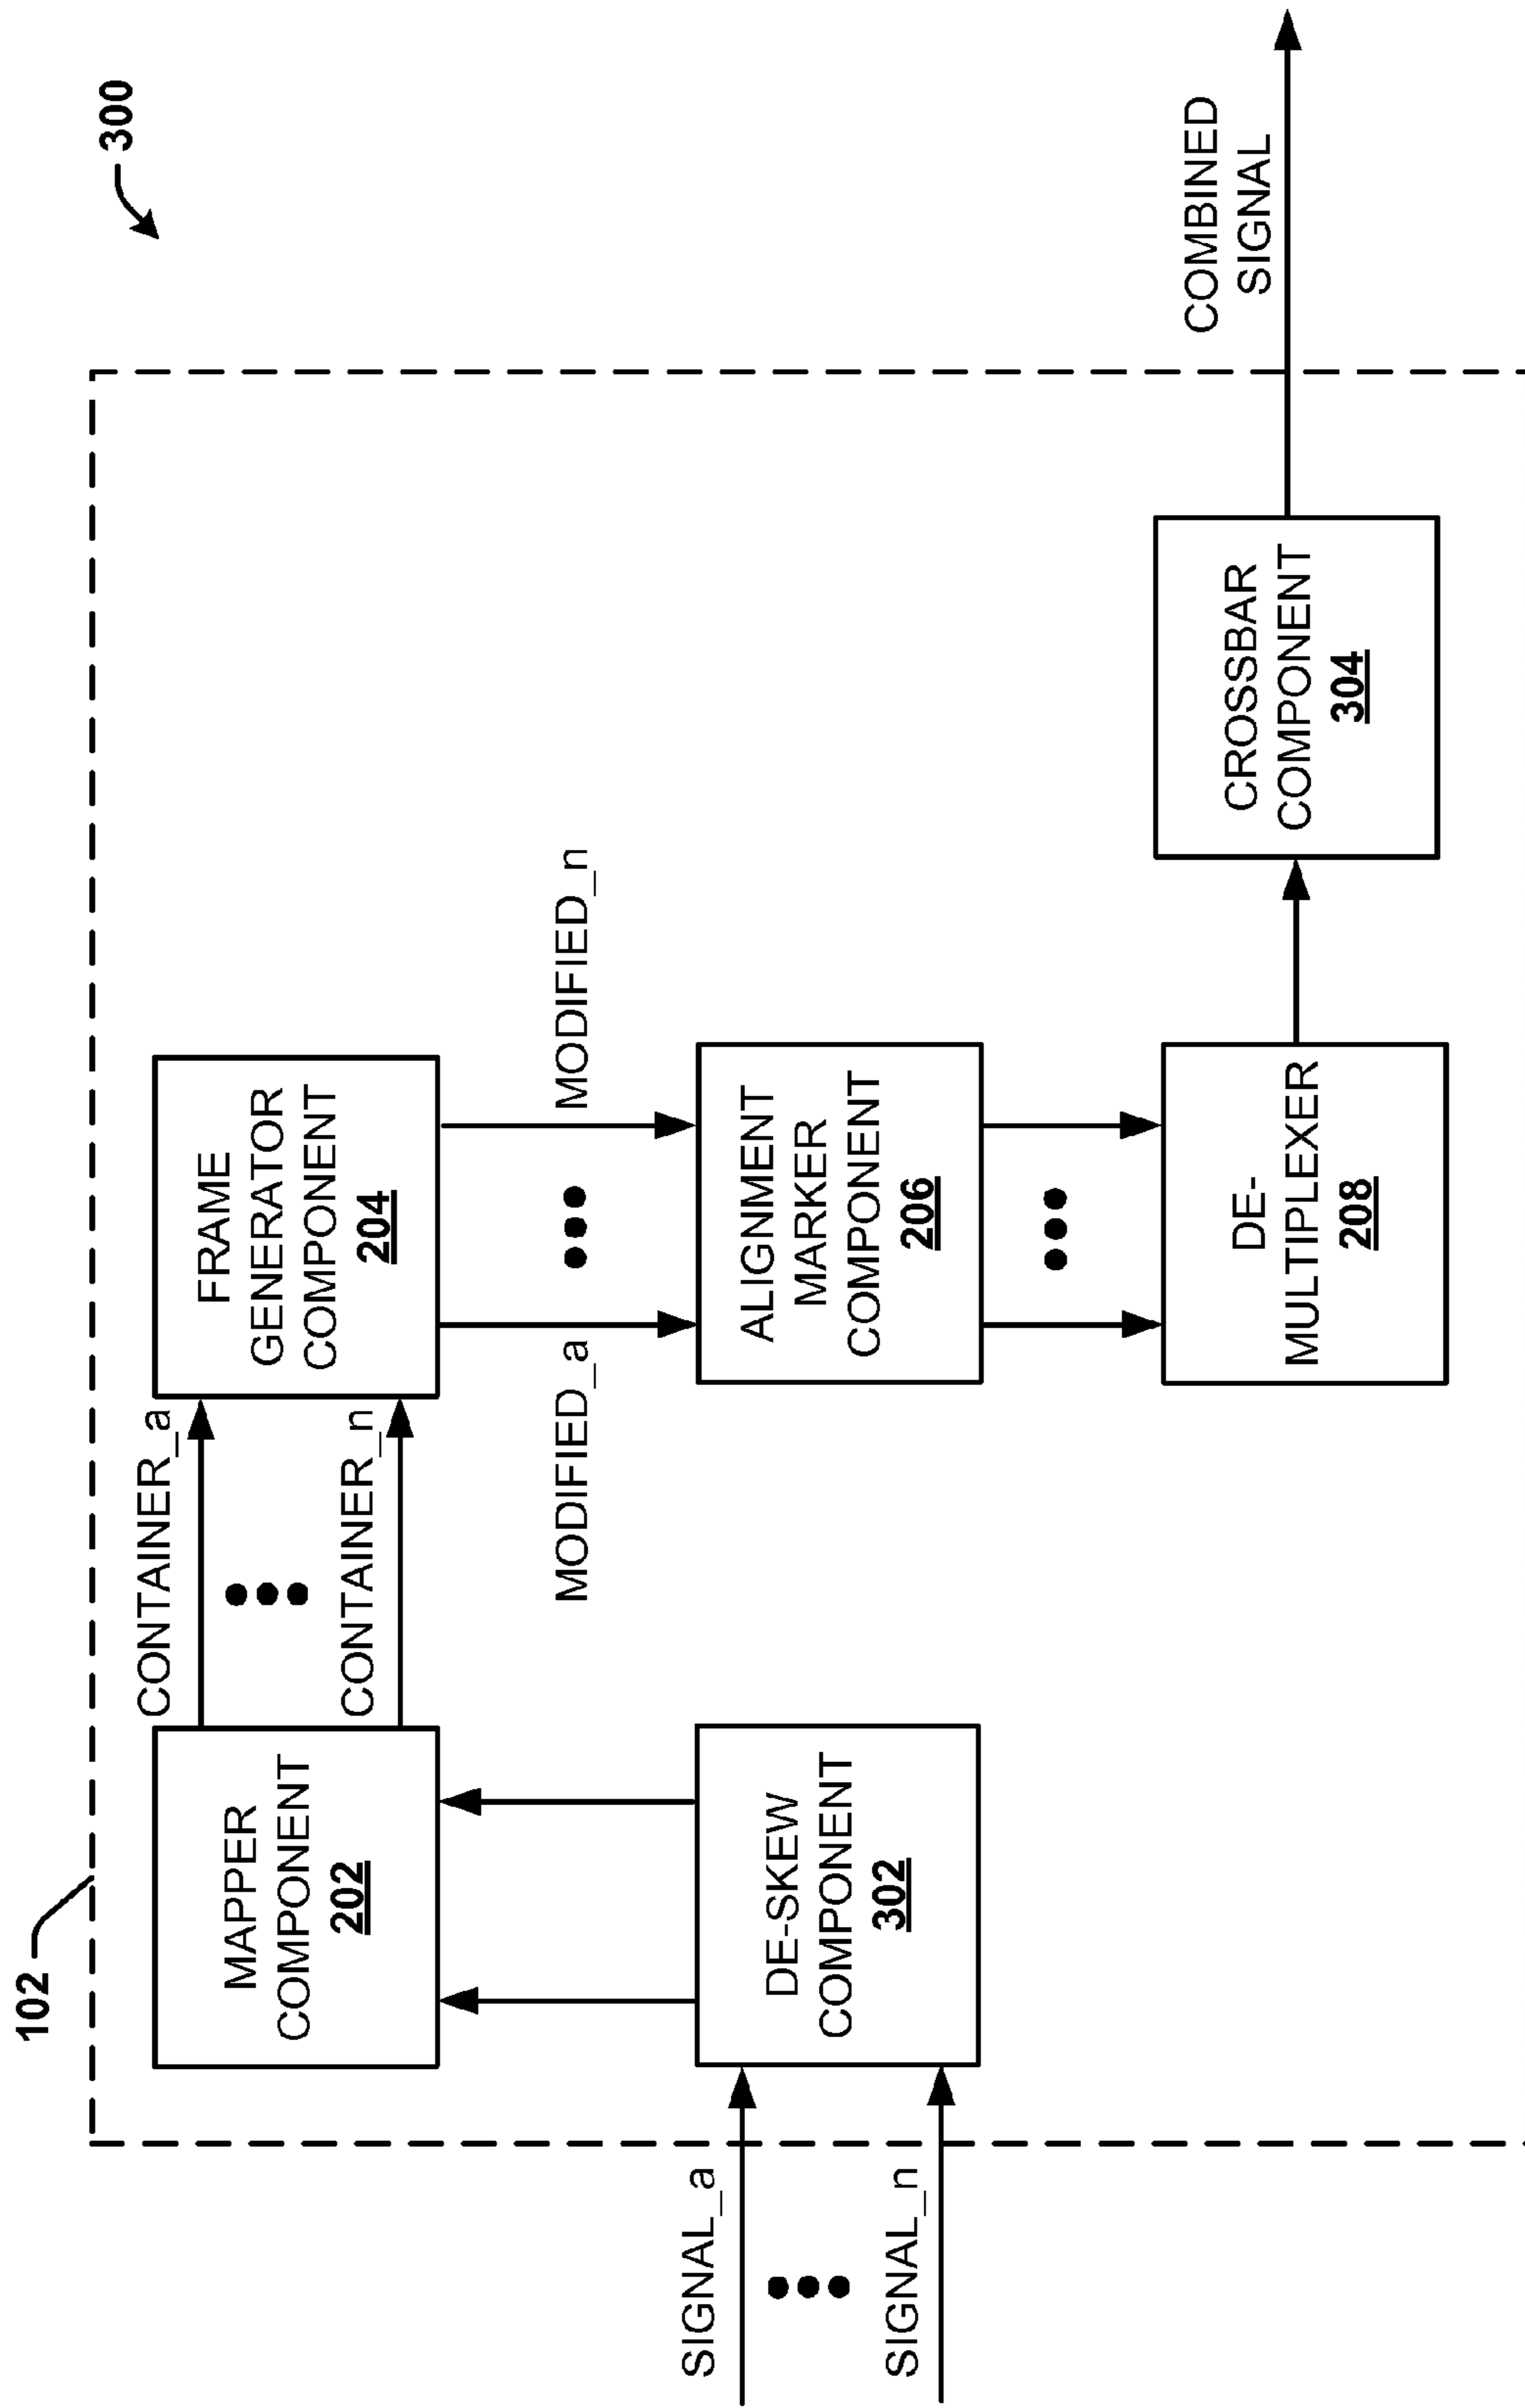 300
102
MAPPER
COMPONENT
202
CONTAINER_a
CONTAINER_n
FRAME
GENERATOR
COMPONENT
204
SIGNAL_a
SIGNAL_n
DE-SKEW
COMPONENT
302
MODIFIED_a
MODIFIED_n
ALIGNMENT
MARKER
COMPONENT
206
DE-
MULTIPLEXER
208
CROSSBAR
COMPONENT
304
COMBINED
SIGNAL